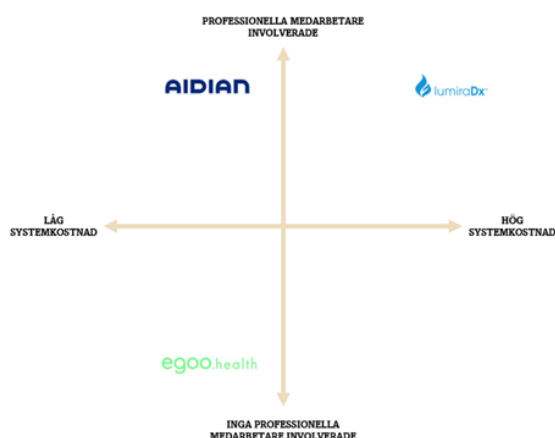 PROFESSIONELLA MEDARBETARE
INVOLVERADE
AIDIAN
lumiraDx
LÅG
SYSTEMKOSTNAD
HÖG
SYSTEMKOSTNAD
egoo.health
INGA PROFESSIONELLA
MEDARBETARE INVOLVERADE